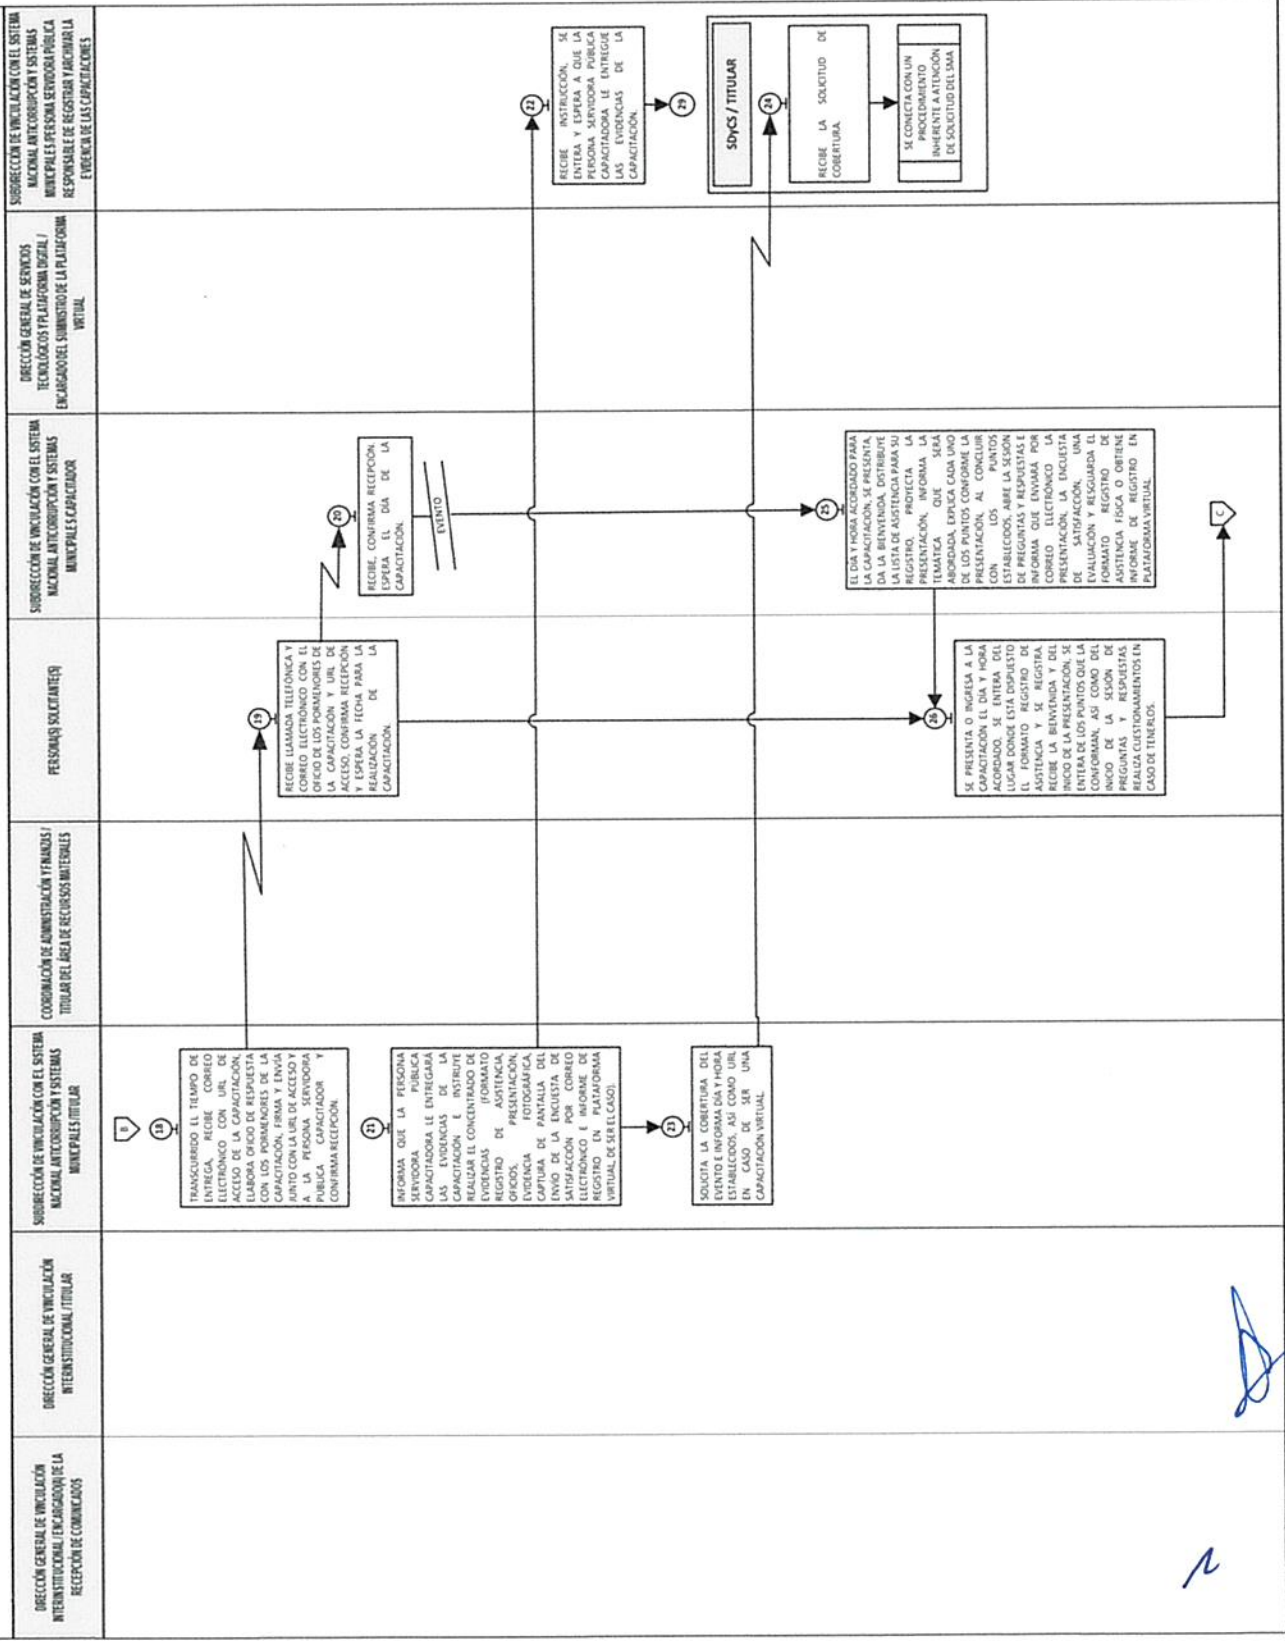 DIRECCIÓN GENERAL DE VINCULACIÓN
INTERINSTITUCIONAL / ENCARGADO(A) DE LA
RECEPCIÓN DE COMUNICADOS
DIRECCIÓN GENERAL DE VINCULACIÓN
INTERINSTITUCIONAL / TITULAR
SUBDIRECCIÓN DE VINCULACIÓN CON EL SISTEMA
NACIONAL ANTICORRUPCIÓN Y SISTEMAS
MUNICIPALES /TITULAR
COORDINACIÓN DE ADMINISTRACIÓN Y FINANZAS /
TITULAR DEL ÁREA DE RECURSOS MATERIALES
PERSONA(S) SOLICITANTE(S)
SUBDIRECCIÓN DE VINCULACIÓN CON EL SISTEMA
NACIONAL ANTICORRUPCIÓN Y SISTEMAS
MUNICIPALES /CAPACITADOR
DIRECCIÓN GENERAL DE SERVICIOS
TECNOLÓGICOS Y PLATAFORMA DIGITAL /
ENCARGADO DEL SUMINISTRO DE LA PLATAFORMA
VIRTUAL
SUBDIRECCIÓN DE VINCULACIÓN CON EL SISTEMA
NACIONAL ANTICORRUPCIÓN Y SISTEMAS
MUNICIPALES /PERSONA SERVIDORA PÚBLICA
RESPONSABLE DE REGISTRAR Y ARCHIVAR LA
EVIDENCIA DE LAS CAPACITACIONES
B
18
TRANSCURRIDO EL TIEMPO DE
ENTREGA, RECIBE CORREO
ELECTRÓNICO CON URL DE
ACCESO DE LA CAPACITACIÓN,
ELABORA OFICIO DE RESPUESTA
CON LOS PORMENORES DE LA
CAPACITACIÓN, FIRMA Y ENVÍA
JUNTO CON LA URL DE ACCESO Y
A LA PERSONA SERVIDORA
PÚBLICA CAPACITADOR Y
CONFIRMA RECEPCIÓN.
19
RECIBE LLAMADA TELEFÓNICA Y
CORREO ELECTRÓNICO CON EL
OFICIO DE LOS PORMENORES DE
LA CAPACITACIÓN Y URL DE
ACCESO, CONFIRMA RECEPCIÓN
Y ESPERA LA FECHA PARA LA
REALIZACIÓN DE LA
CAPACITACIÓN.
20
RECIBE, CONFIRMA RECEPCIÓN.
ESPERA EL DÍA DE LA
CAPACITACIÓN.
EVENTO
21
INFORMA QUE LA PERSONA
SERVIDORA PÚBLICA
CAPACITADORA LE ENTREGARÁ
LAS EVIDENCIAS DE LA
CAPACITACIÓN E INSTRUYE
REALIZAR EL CONCENTRADO DE
EVIDENCIAS (FORMATO
REGISTRO DE ASISTENCIA,
OFICIOS, PRESENTACIÓN,
EVIDENCIA FOTOGRÁFICA,
CAPTURA DE PANTALLA DEL
ENVÍO DE LA ENCUESTA DE
SATISFACCIÓN POR CORREO
ELECTRÓNICO E INFORME DE
REGISTRO EN PLATAFORMA
VIRTUAL, DE SER EL CASO).
22
RECIBE INSTRUCCIÓN, SE
ENTERA Y ESPERA A QUE LA
PERSONA SERVIDORA PÚBLICA
CAPACITADORA LE ENTREGUE
LAS EVIDENCIAS DE LA
CAPACITACIÓN.
29
23
SOLICITA LA COBERTURA DEL
EVENTO E INFORMA DÍA Y HORA
ESTABLECIDOS, ASÍ COMO URL
EN CASO DE SER UNA
CAPACITACIÓN VIRTUAL.
SDyCS / TITULAR
24
RECIBE LA SOLICITUD DE
COBERTURA.
SE CONECTA CON UN
PROCEDIMIENTO
INHERENTE A ATENCIÓN
DE SOLICITUD DEL SMA
25
EL DÍA Y HORA ACORDADO PARA
LA CAPACITACIÓN, SE PRESENTA,
DA LA BIENVENIDA, DISTRIBUYE
LA LISTA DE ASISTENCIA PARA SU
REGISTRO, PROYECTA LA
PRESENTACIÓN, INFORMA LA
TEMÁTICA QUE SERÁ
ABORDADA, EXPLICA CADA UNO
DE LOS PUNTOS CONFORME LA
PRESENTACIÓN, AL CONCLUIR
CON LOS PUNTOS
ESTABLECIDOS, ABRE LA SESIÓN
DE PREGUNTAS Y RESPUESTAS E
INFORMA QUE ENVIARÁ POR
CORREO ELECTRÓNICO LA
PRESENTACIÓN, LA ENCUESTA
DE SATISFACCIÓN, UNA
EVALUACIÓN Y RESGUARDA EL
FORMATO REGISTRO DE
ASISTENCIA FÍSICA O OBTIENE
INFORME DE REGISTRO EN
PLATAFORMA VIRTUAL.
26
SE PRESENTA O INGRESA A LA
CAPACITACIÓN EL DÍA Y HORA
ACORDADO, SE ENTERA DEL
LUGAR DONDE ESTÁ DISPUESTO
EL FORMATO REGISTRO DE
ASISTENCIA Y SE REGISTRA.
RECIBE LA BIENVENIDA Y DEL
INICIO DE LA PRESENTACIÓN, SE
ENTERA DE LOS PUNTOS QUE LA
CONFORMAN, ASÍ COMO DEL
INICIO DE LA SESIÓN DE
PREGUNTAS Y RESPUESTAS.
REALIZA CUESTIONAMIENTOS EN
CASO DE TENERLOS.
C